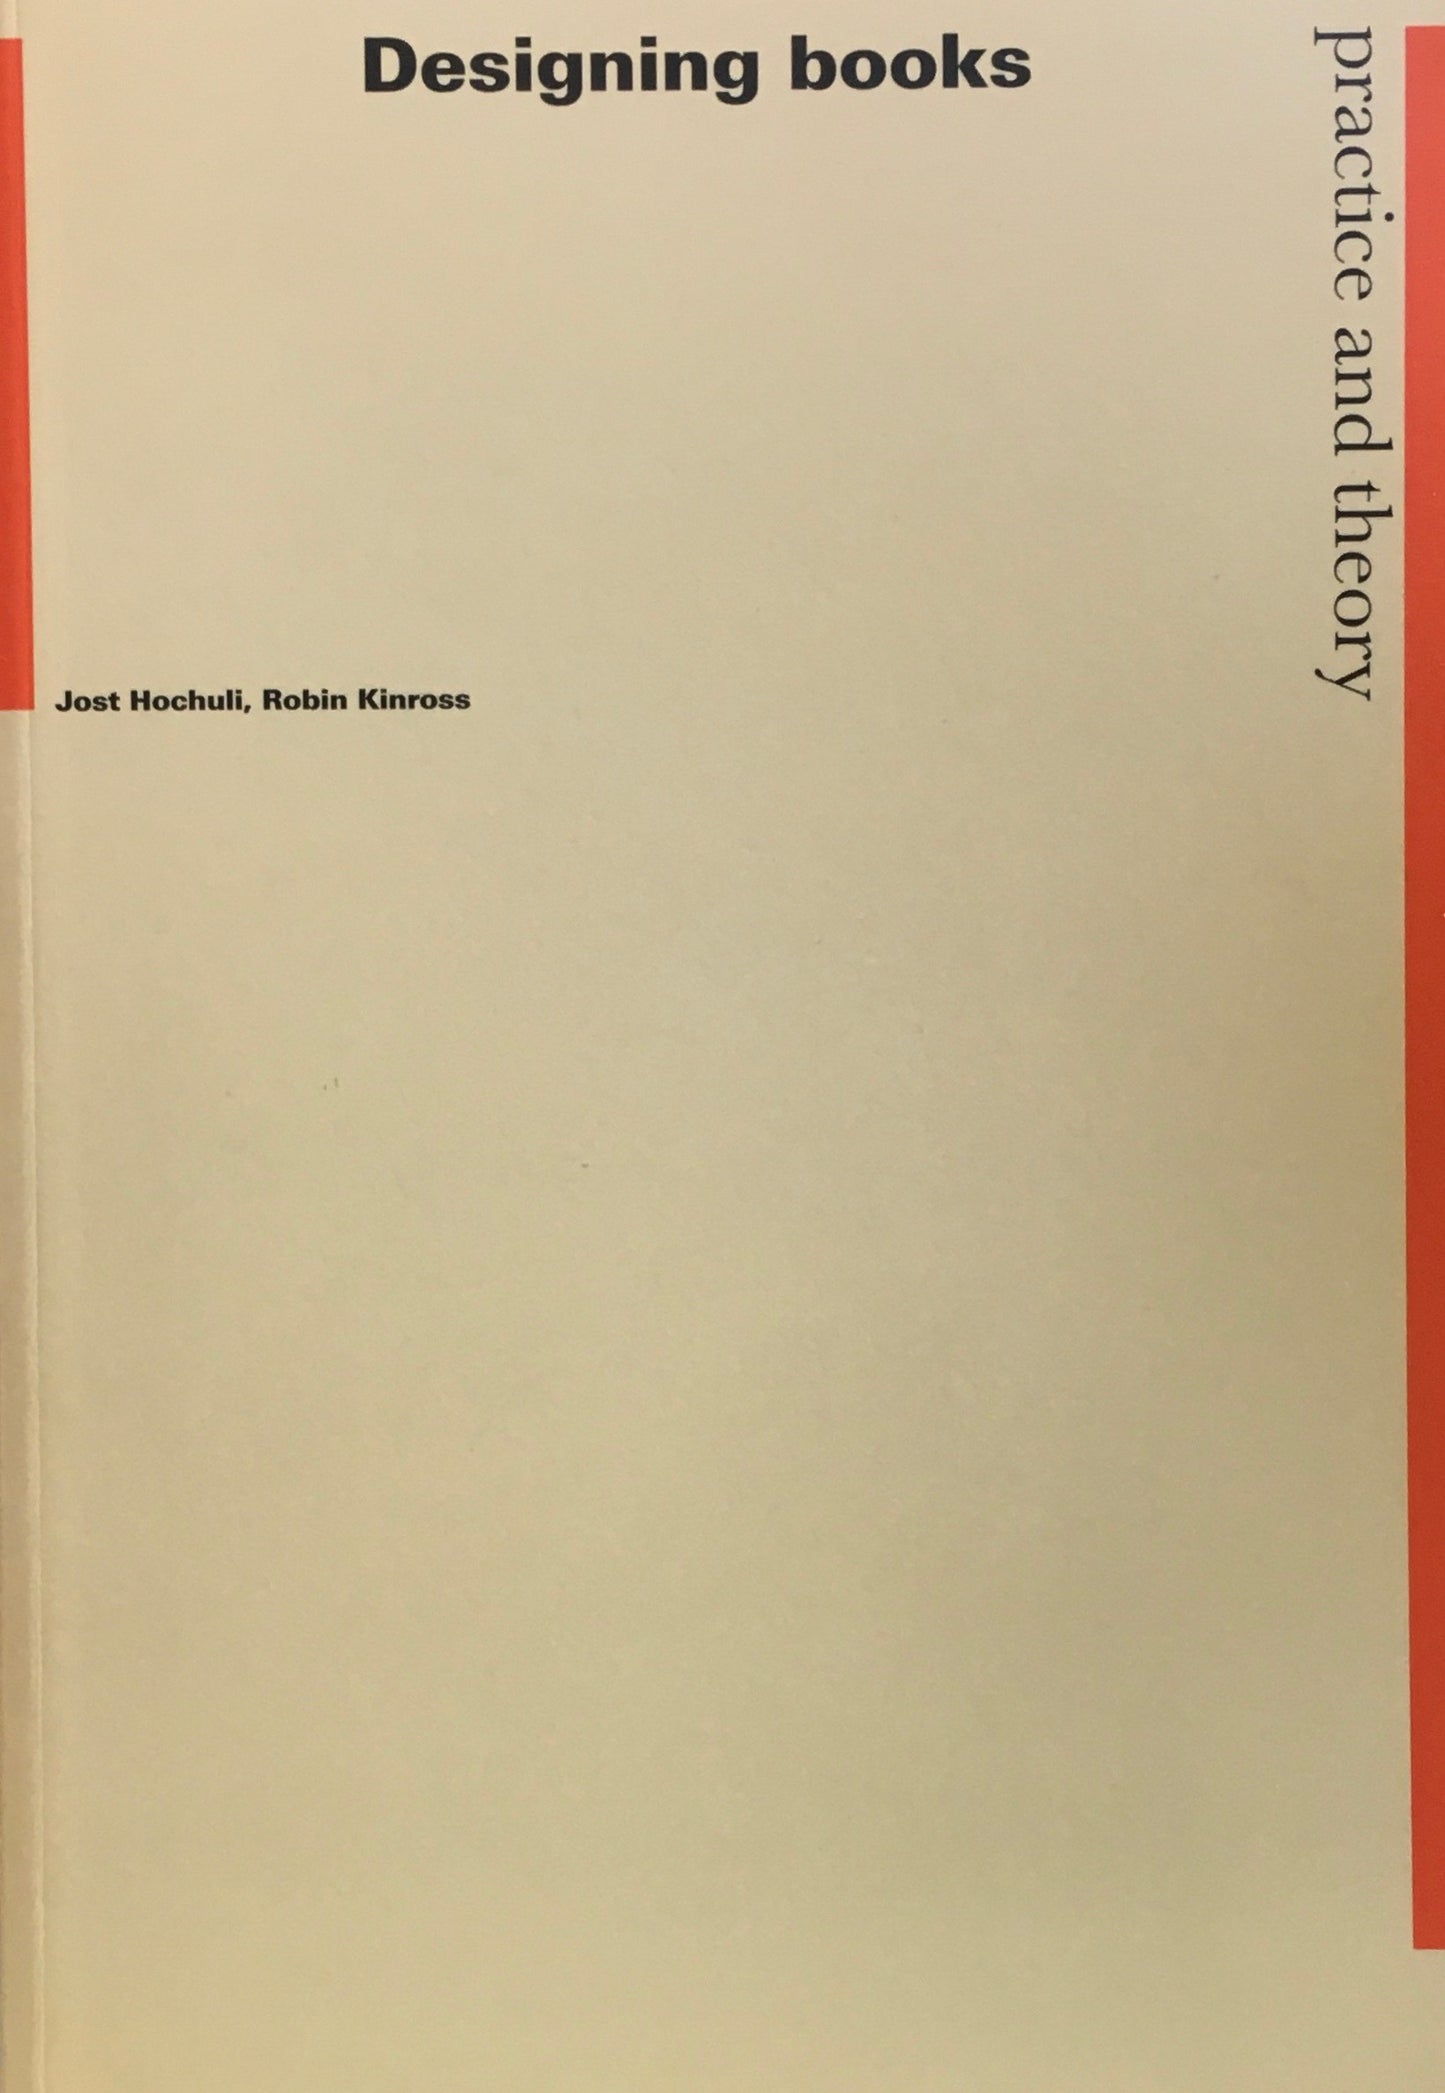 Designing books
practice and theory
Jost Hochuli, Robin Kinross